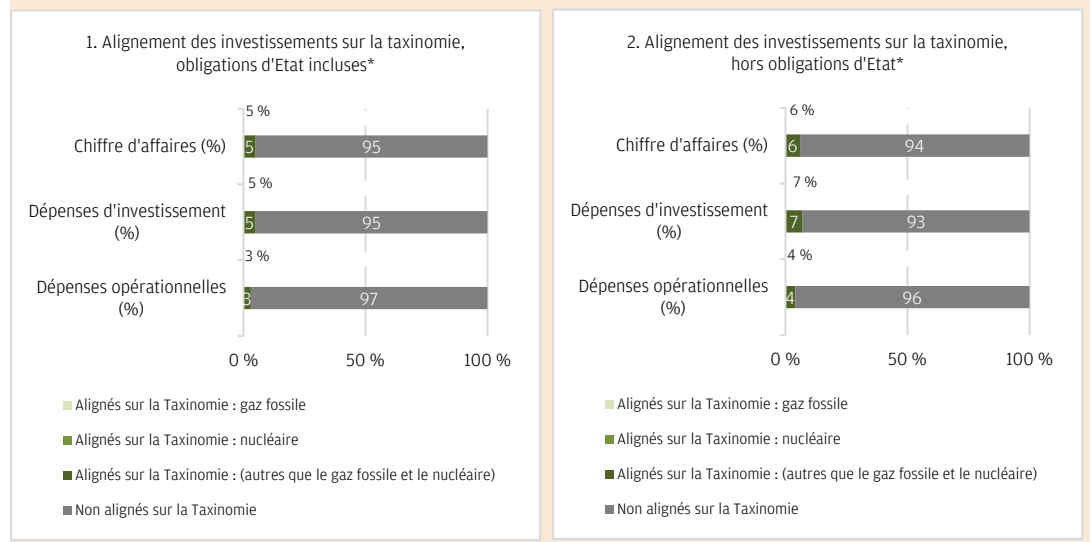 1. Alignement des investissements sur la taxinomie,
obligations d'Etat incluses*
5 %
Chiffre d'affaires (%)
5
95
5 %
Dépenses d'investissement
(%)
5
95
3 %
Dépenses opérationnelles
(%)
3
97
0 %
50 %
100 %
Alignés sur la Taxinomie : gaz fossile
Alignés sur la Taxinomie : nucléaire
Alignés sur la Taxinomie : (autres que le gaz fossile et le nucléaire)
Non alignés sur la Taxinomie
2. Alignement des investissements sur la taxinomie,
hors obligations d'Etat*
6 %
Chiffre d'affaires (%)
6
94
7 %
Dépenses d'investissement
(%)
7
93
4 %
Dépenses opérationnelles
(%)
4
96
0 %
50 %
100 %
Alignés sur la Taxinomie : gaz fossile
Alignés sur la Taxinomie : nucléaire
Alignés sur la Taxinomie : (autres que le gaz fossile et le nucléaire)
Non alignés sur la Taxinomie